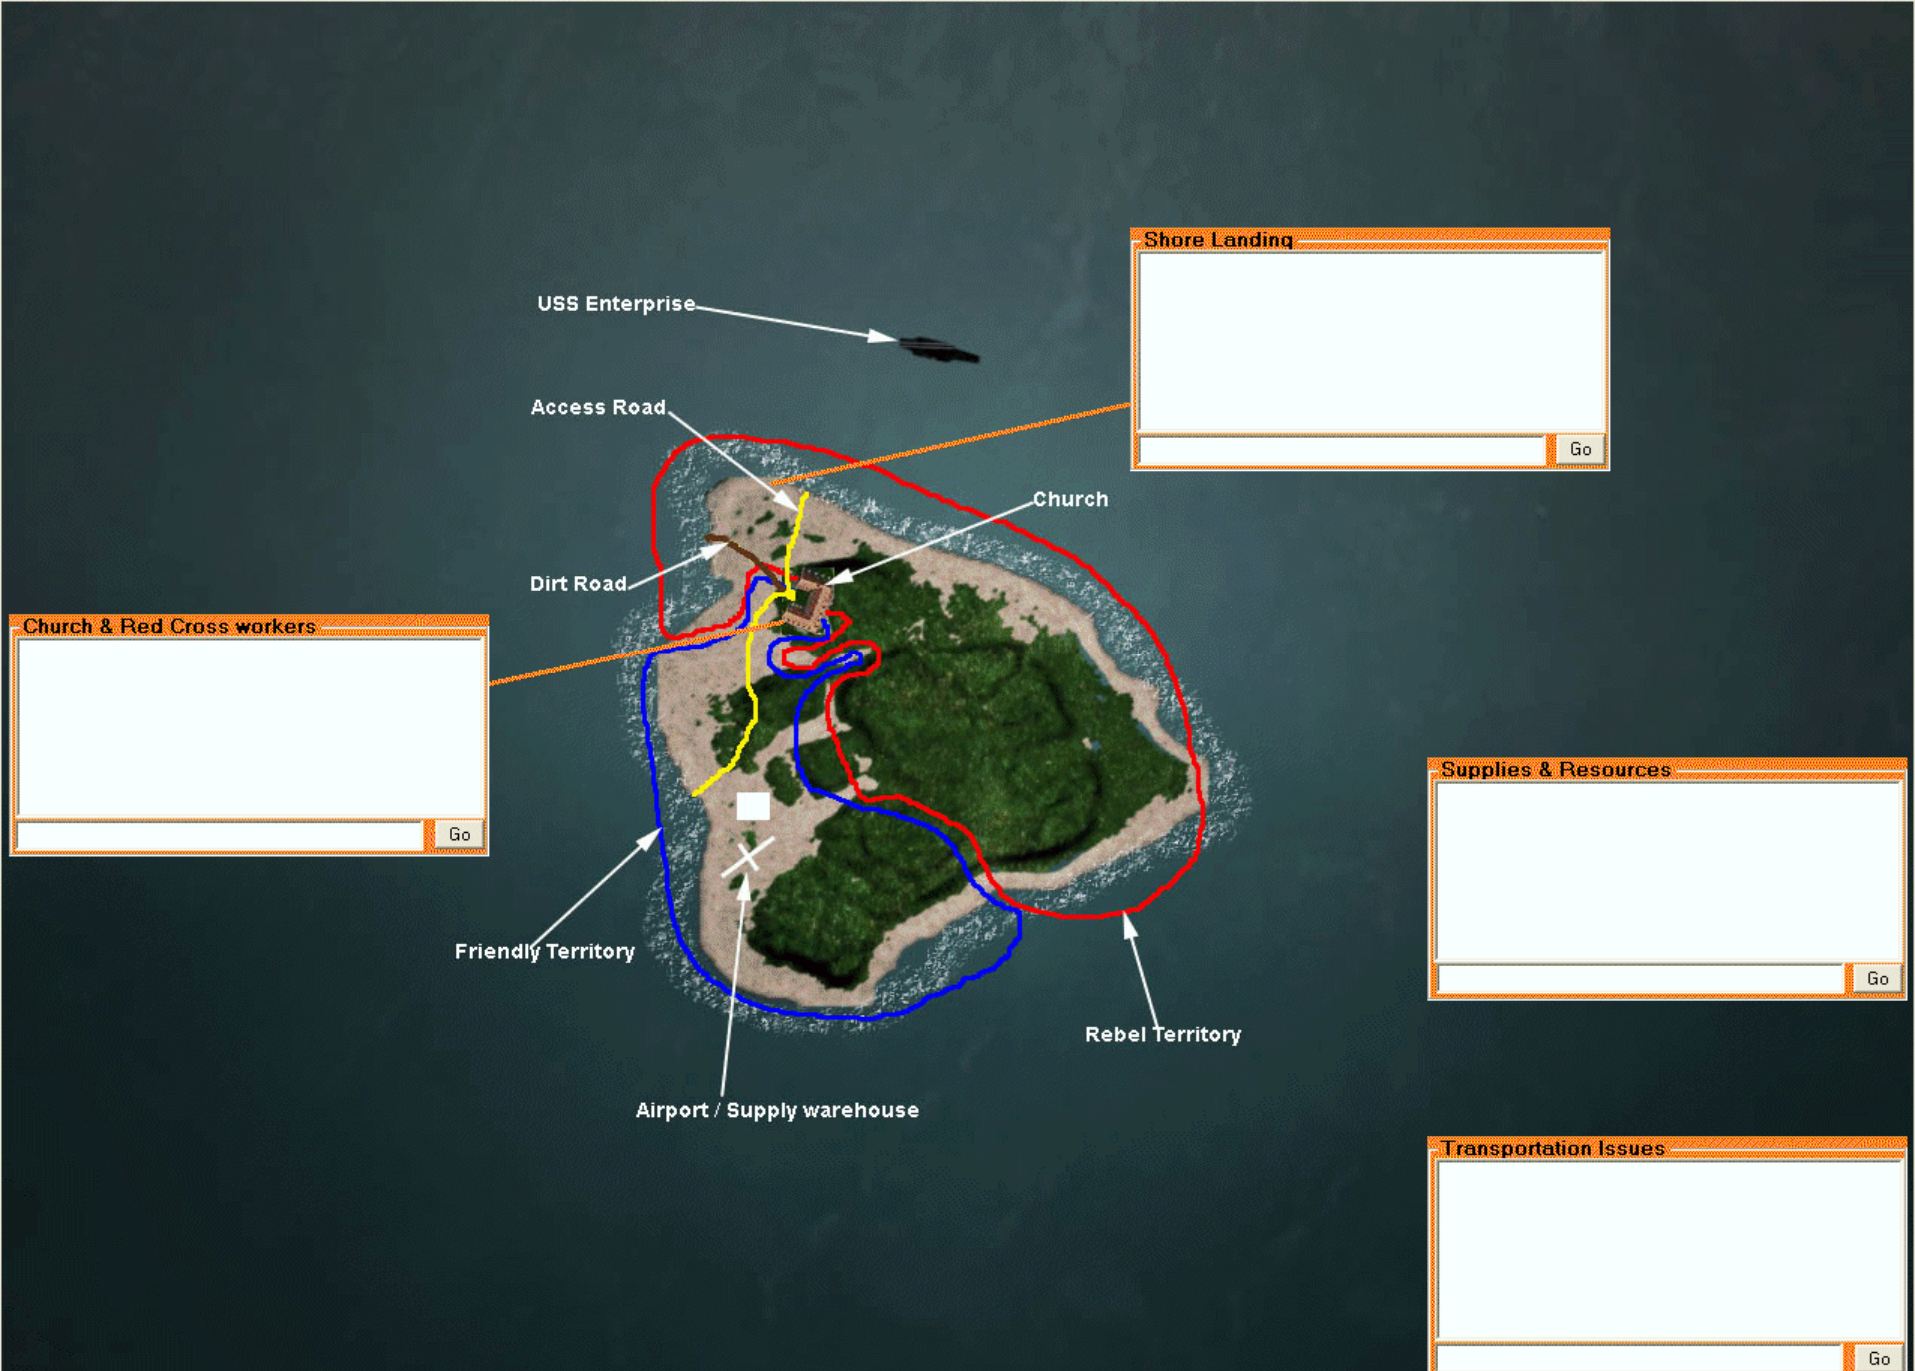 Shore Landing
USS Enterprise
Access Road
Go
Church
Dirt Road
Church & Red Cross workers
Supplies & Resources
Go
Friendly Territory
Go
Rebel Territory
Airport / Supply warehouse
Transportation Issues
Go